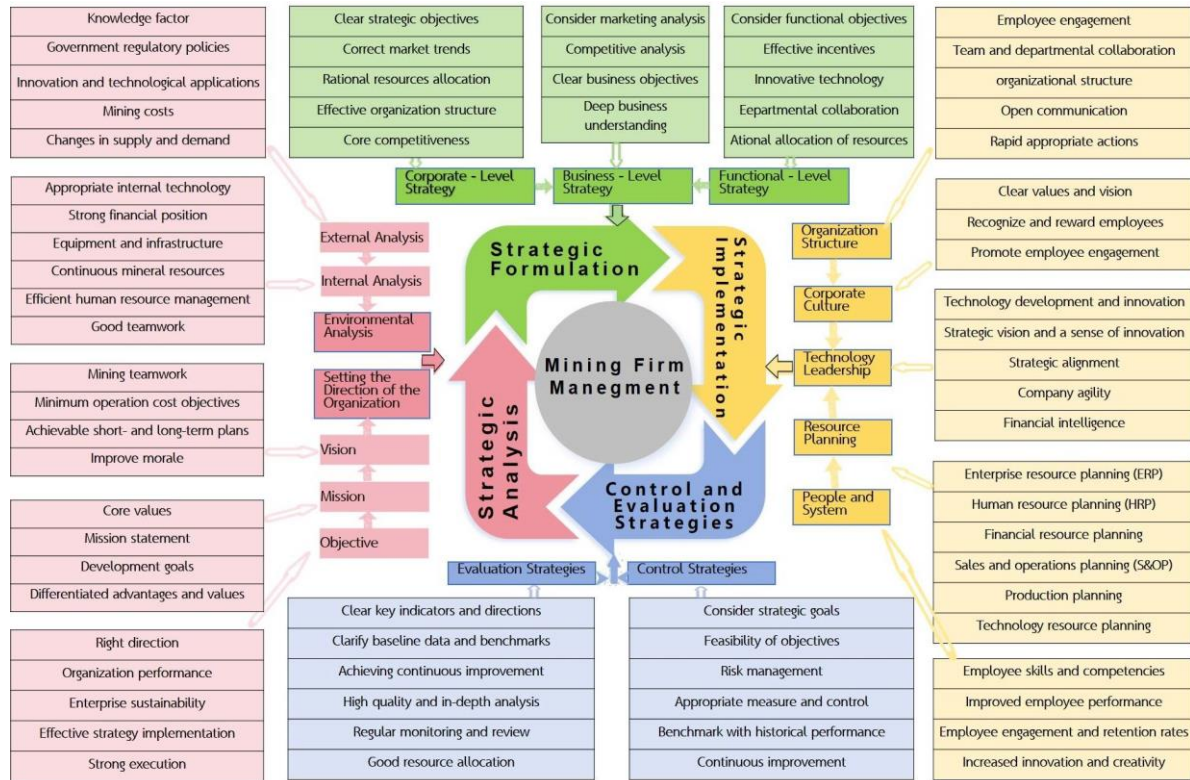 Knowledge factor
Government regulatory policies
Innovation and technological applications
Mining costs
Changes in supply and demand
Appropriate internal technology
Strong financial position
Equipment and infrastructure
Continuous mineral resources
Efficient human resource management
Good teamwork
Mining teamwork
Minimum operation cost objectives
Achievable short- and long-term plans
Improve morale
Core values
Mission statement
Development goals
Differentiated advantages and values
Right direction
Organization performance
Enterprise sustainability
Effective strategy implementation
Strong execution
Clear strategic objectives
Correct market trends
Rational resources allocation
Effective organization structure
Core competitiveness
Consider marketing analysis
Competitive analysis
Clear business objectives
Deep business
understanding
Consider functional objectives
Effective incentives
Innovative technology
Eepartmental collaboration
Ational allocation of resources
Corporate - Level
Strategy
Business - Level
Strategy
Functional - Level
Strategy
External Analysis
Internal Analysis
Environmental
Analysis
Setting the
Direction of the
Organization
Vision
Mission
Objective
Strategic
Formulation
Strategic
Implementation
Mining Firm
Manegment
Strategic
Analysis
Control and
Evaluation
Strategies
Organization
Structure
Corporate
Culture
Technology
Leadership
Resource
Planning
People and
System
Evaluation Strategies
Control Strategies
Clear key indicators and directions
Clarify baseline data and benchmarks
Achieving continuous improvement
High quality and in-depth analysis
Regular monitoring and review
Good resource allocation
Consider strategic goals
Feasibility of objectives
Risk management
Appropriate measure and control
Benchmark with historical performance
Continuous improvement
Employee engagement
Team and departmental collaboration
organizational structure
Open communication
Rapid appropriate actions
Clear values and vision
Recognize and reward employees
Promote employee engagement
Technology development and innovation
Strategic vision and a sense of innovation
Strategic alignment
Company agility
Financial intelligence
Enterprise resource planning (ERP)
Human resource planning (HRP)
Financial resource planning
Sales and operations planning (S&OP)
Production planning
Technology resource planning
Employee skills and competencies
Improved employee performance
Employee engagement and retention rates
Increased innovation and creativity